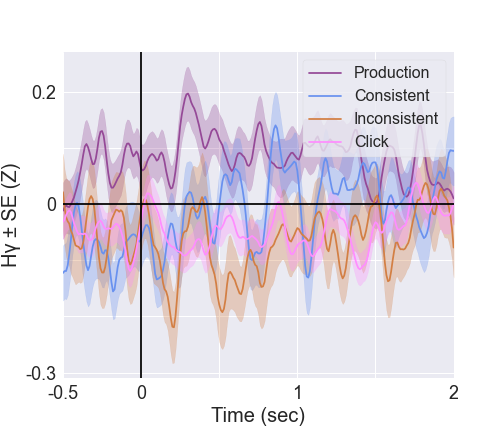 Production
Consistent
Inconsistent
Click
0.2
0
-0.3
Hγ ± SE (Z)
-0.5
0
1
2
Time (sec)